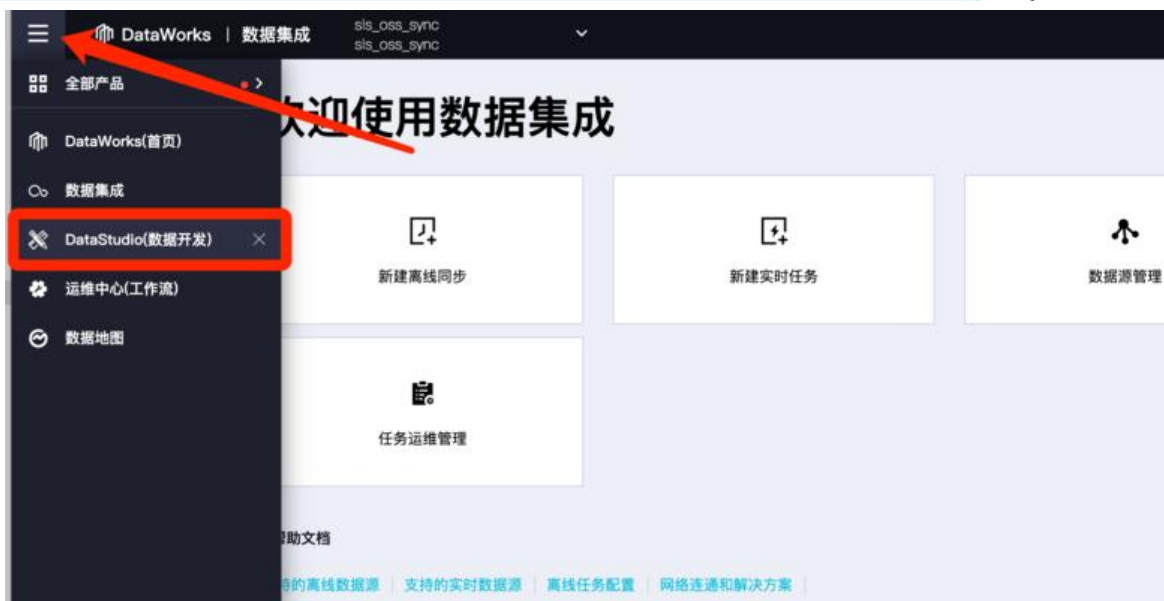 DataWorks | 数据集成
sls_oss_sync
sls_oss_sync
全部产品
迎使用数据集成
DataWorks(首页)
数据集成
DataStudio(数据开发)
运维中心(工作流)
数据地图
新建离线同步
新建实时任务
数据源管理
任务运维管理
助文档
的离线数据源 | 支持的实时数据源 | 离线任务配置 | 网络连通和解决方案 |